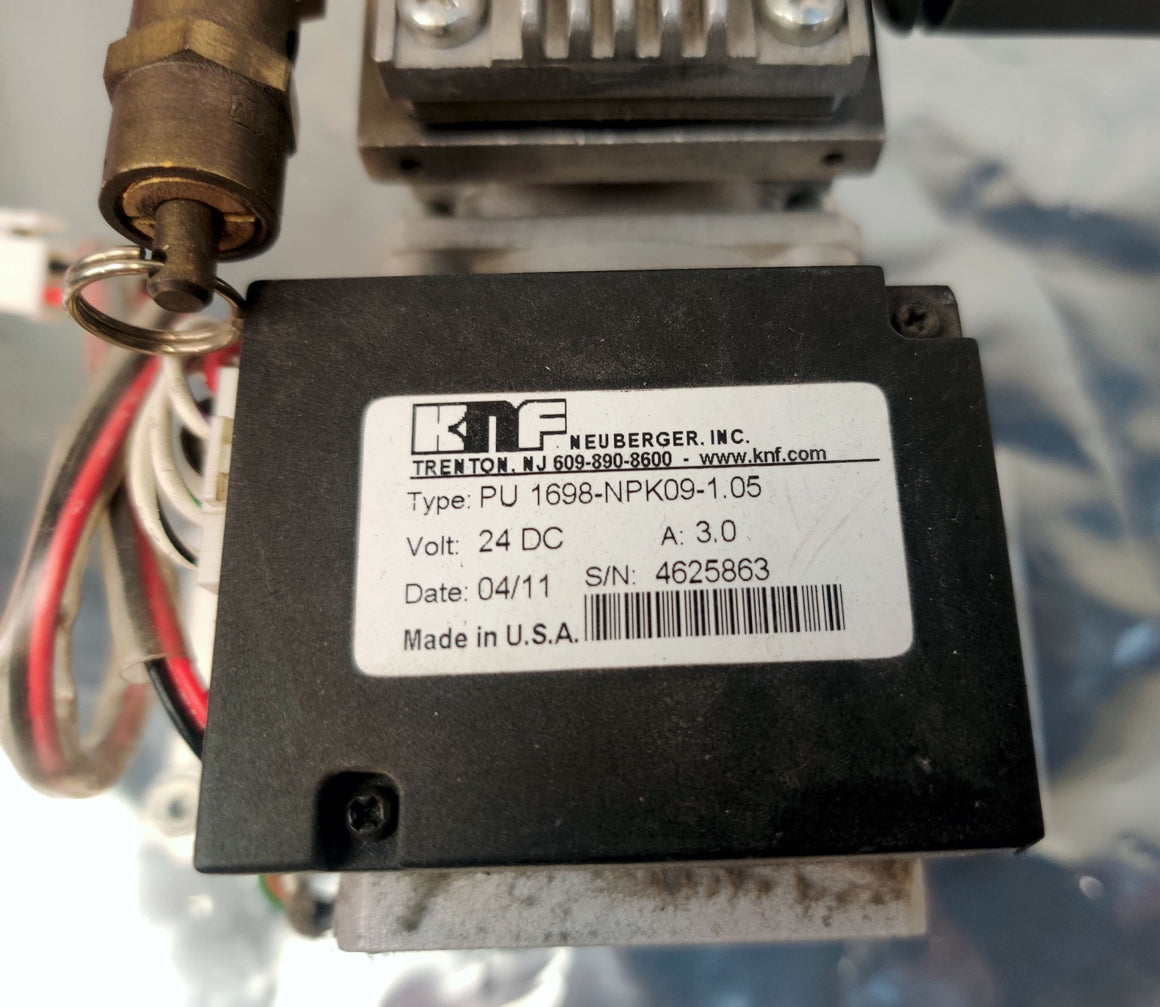 KNF NEUBERGER, INC.
TRENTON, NJ 609-890-8600 - www.knf.com
Type: PU 1698-NPK09-1.05
Volt: 24 DC A: 3.0
Date: 04/11 S/N: 4625863
Made in U.S.A.